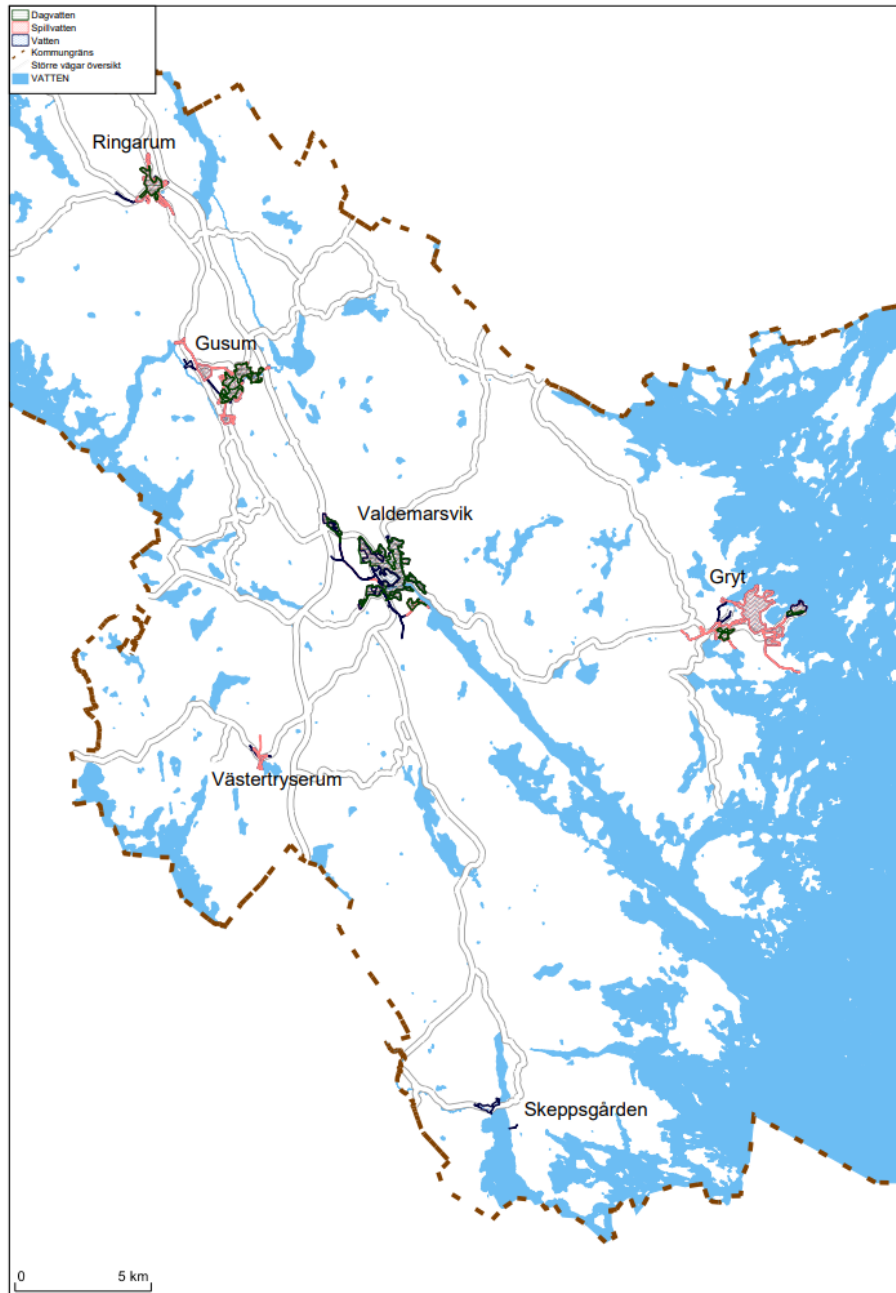 Dagvatten
Spillvatten
Vatten
Kommungräns
Större vägar översikt
VATTEN
Ringarum
Gusum
Valdemarsvik
Gryt
Västertryserum
Skeppsgården
0 5 km